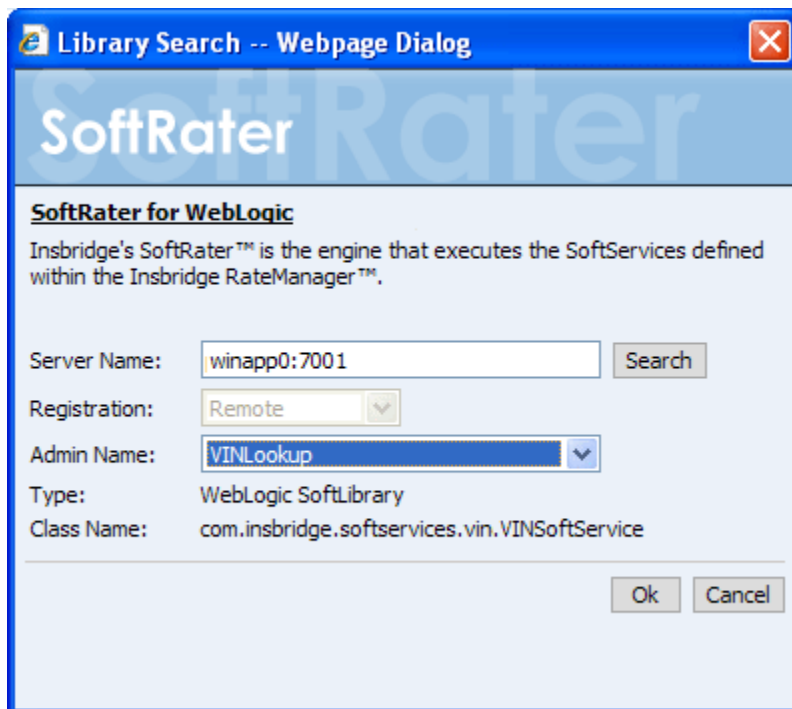 Library Search -- Webpage Dialog
SoftRater
SoftRater
SoftRater for WebLogic
Insbridge's SoftRater™ is the engine that executes the SoftServices defined
within the Insbridge RateManager™.
Server Name: winapp0:7001 Search
Registration: Remote
Admin Name: VINLookup
Type: WebLogic SoftLibrary
Class Name: com.insbridge.softservices.vin.VINSoftService
Ok Cancel